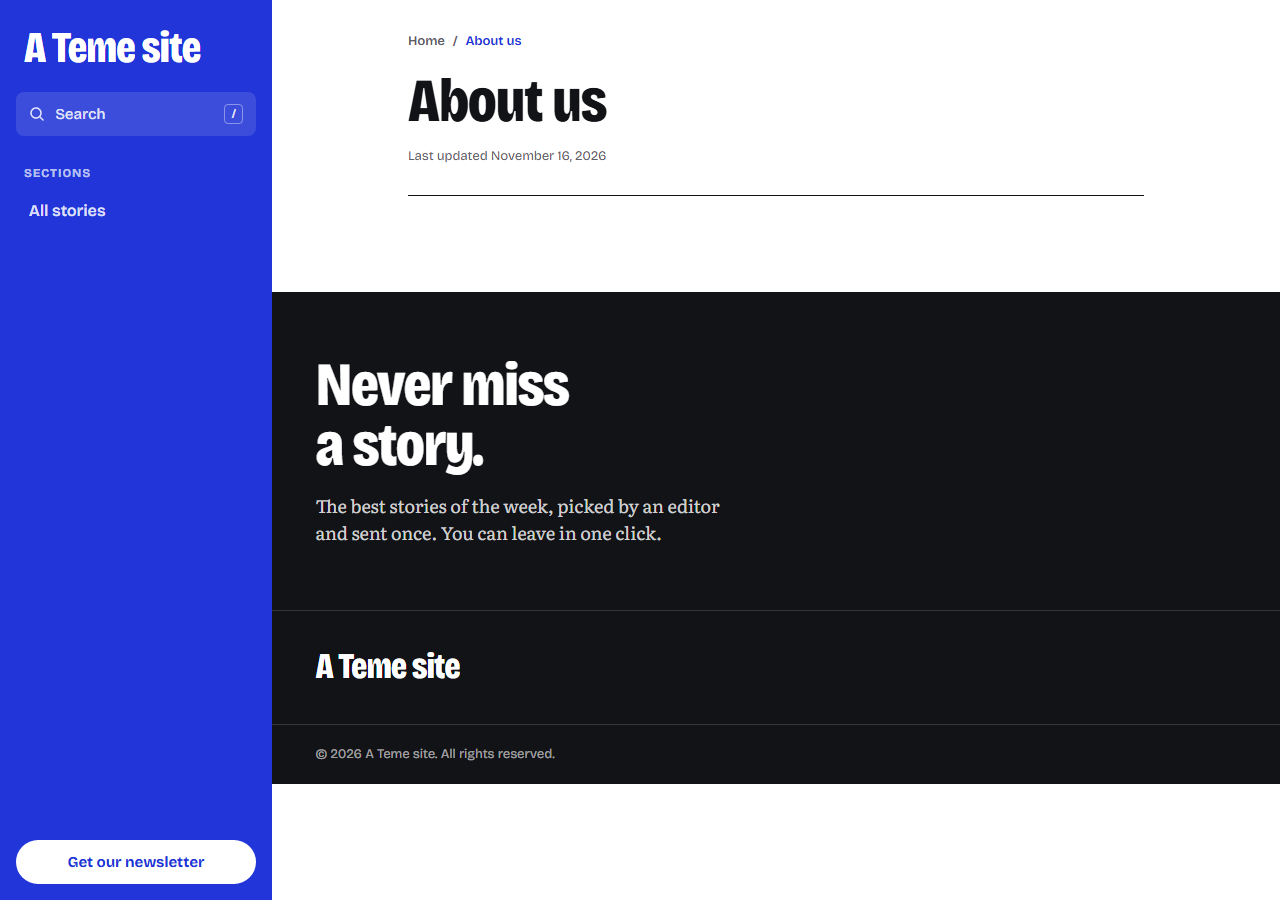 A Teme site
Search /
SECTIONS
All stories
Get our newsletter
Home / About us
About us
Last updated November 16, 2026
Never miss
a story.
The best stories of the week, picked by an editor
and sent once. You can leave in one click.
A Teme site
© 2026 A Teme site. All rights reserved.